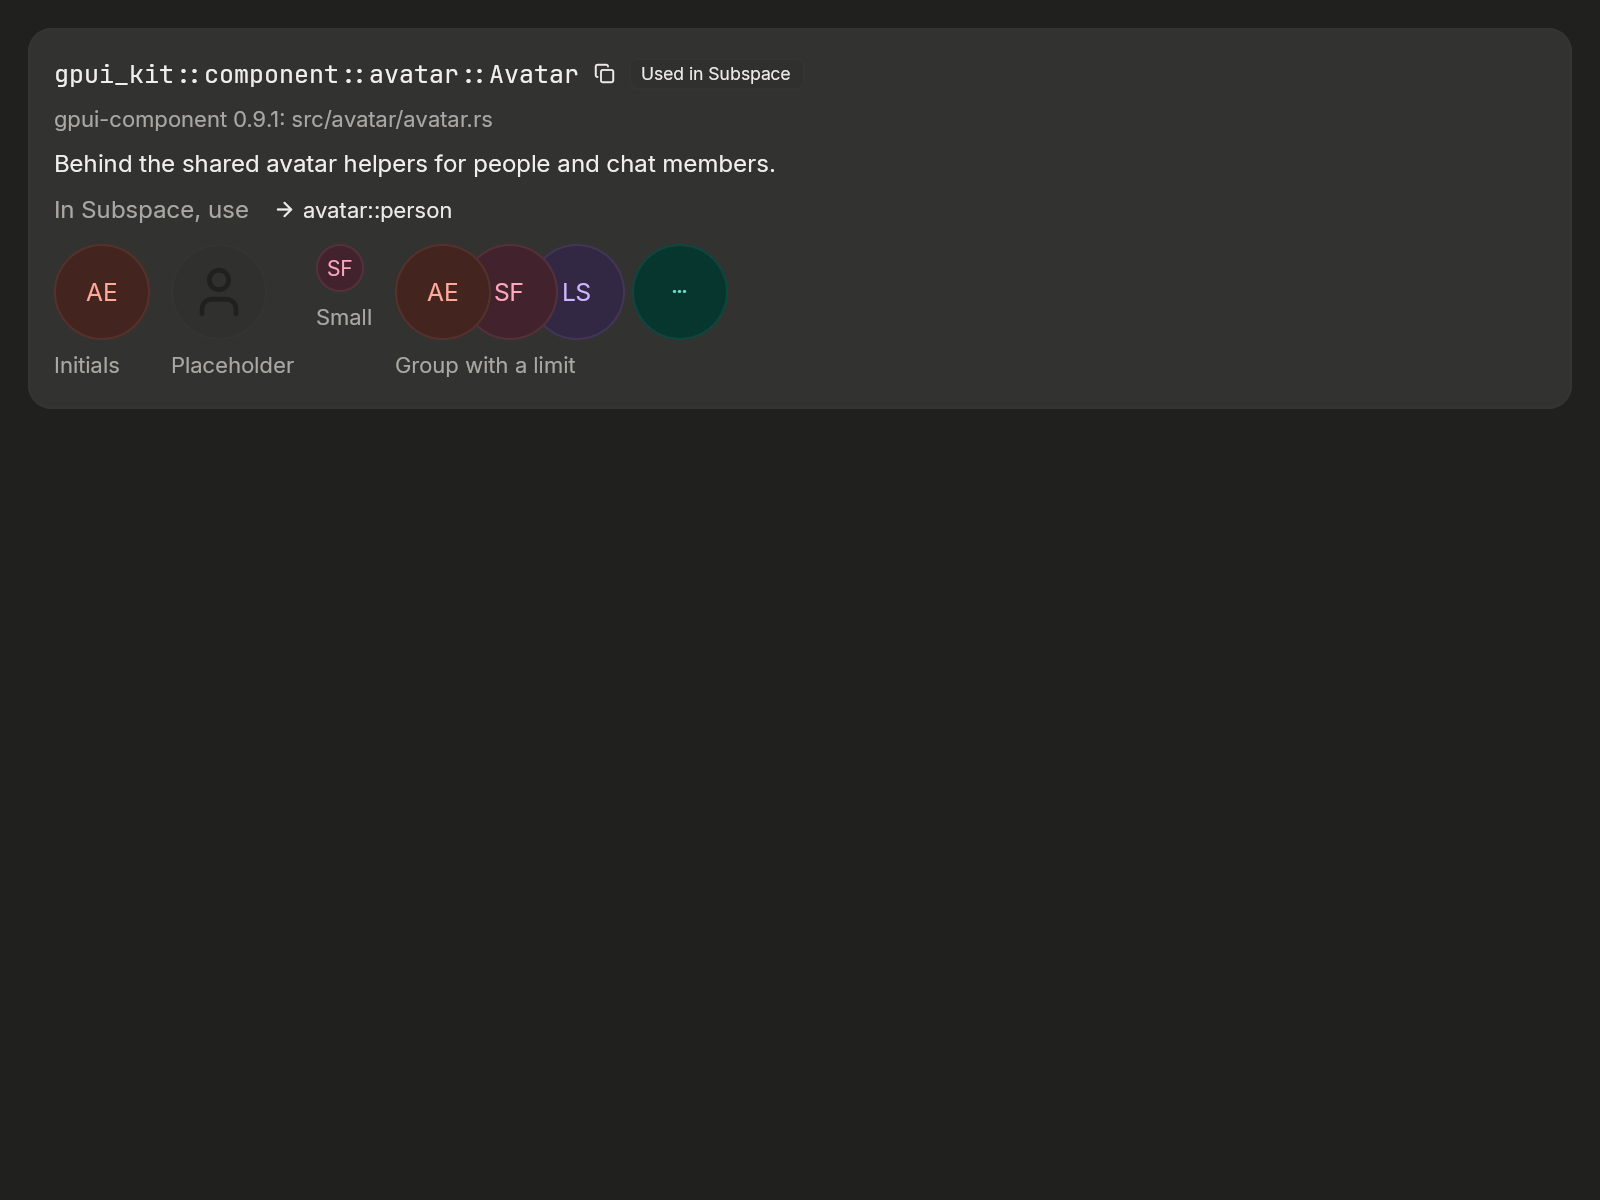 gpui_kit::component::avatar::Avatar Used in Subspace
gpui-component 0.9.1: src/avatar/avatar.rs
Behind the shared avatar helpers for people and chat members.
In Subspace, use → avatar::person
AE SF AE SF LS ...
Small
Initials Placeholder Group with a limit